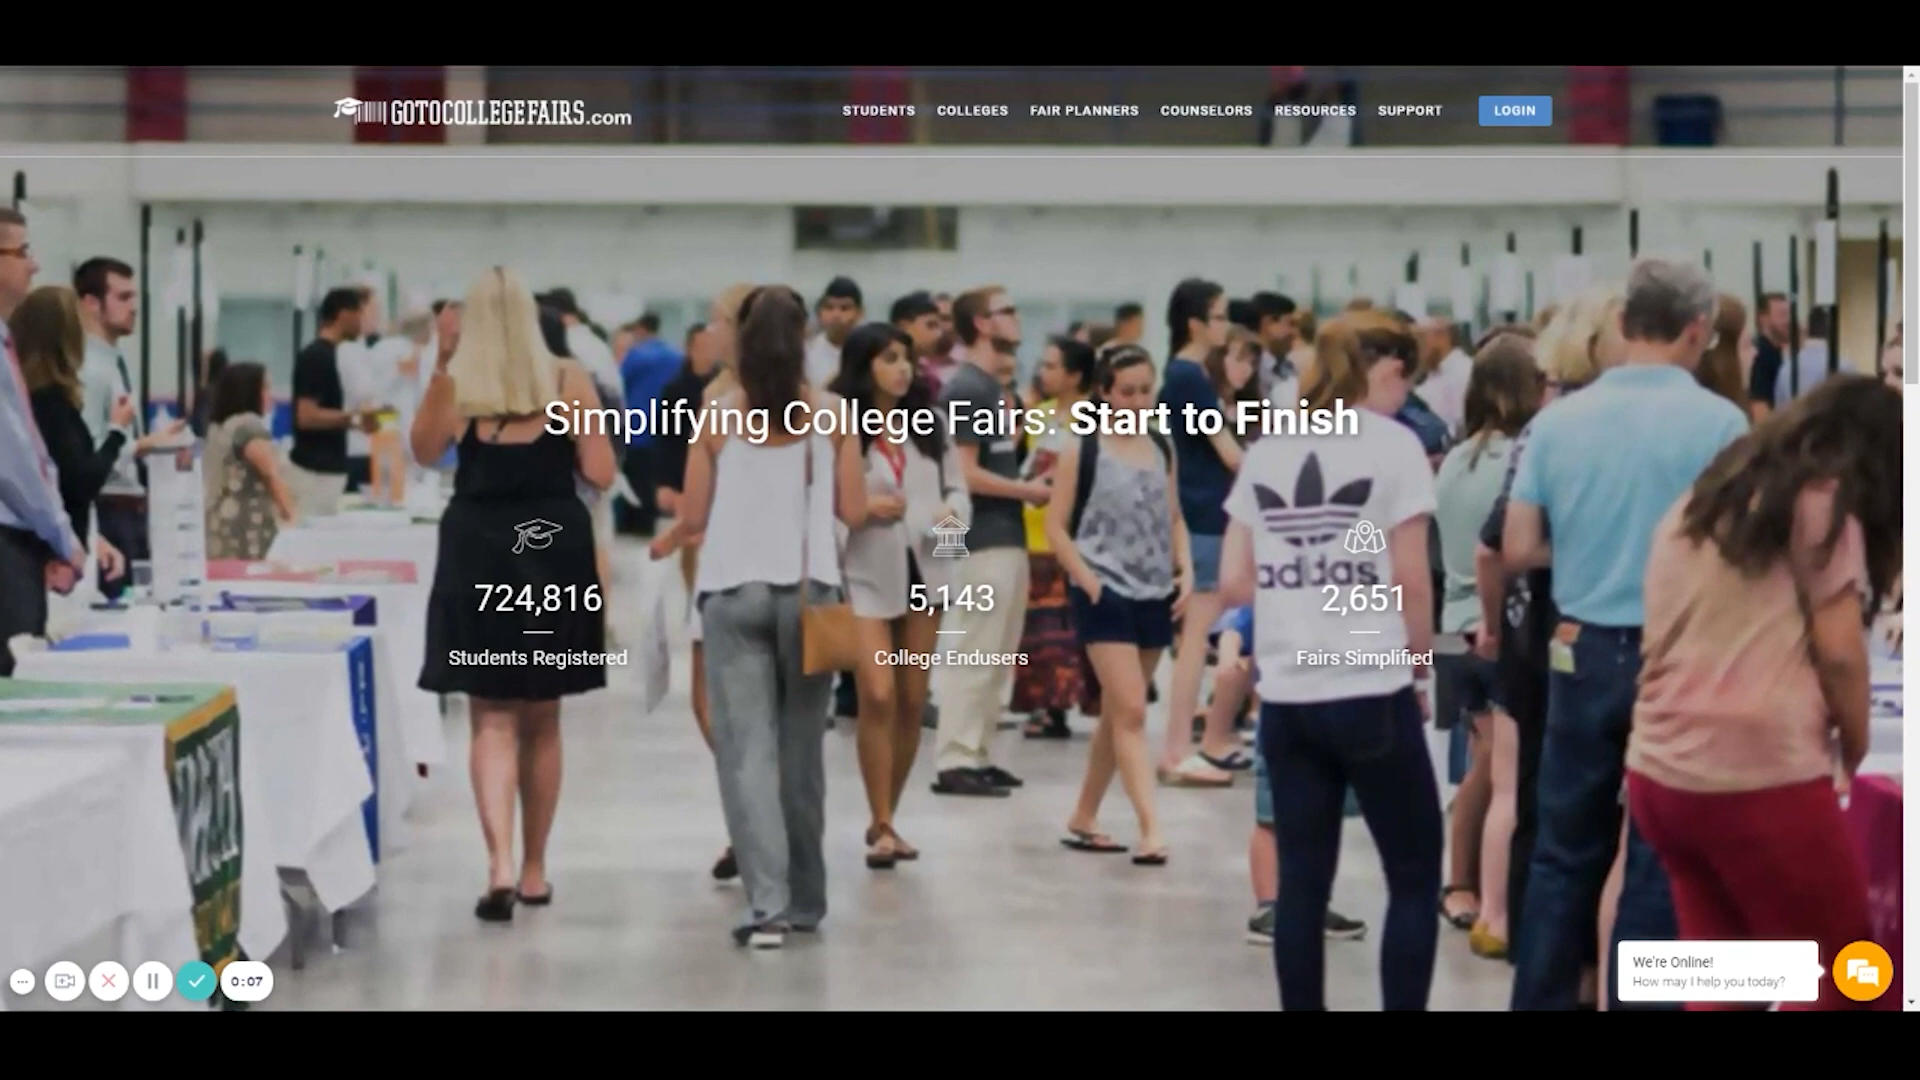 GOTOCOLLEGEFAIRS.com
STUDENTS COLLEGES FAIR PLANNERS COUNSELORS RESOURCES SUPPORT LOGIN
Simplifying College Fairs: Start to Finish
adidas
724,816 5,143 2,651
Students Registered College Endusers Fairs Simplified
We're Online!
How may I help you today?
0:07